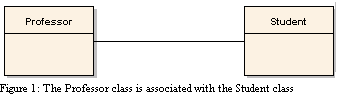 Professor
Student
Figure 1: The Professor class is associated with the Student class